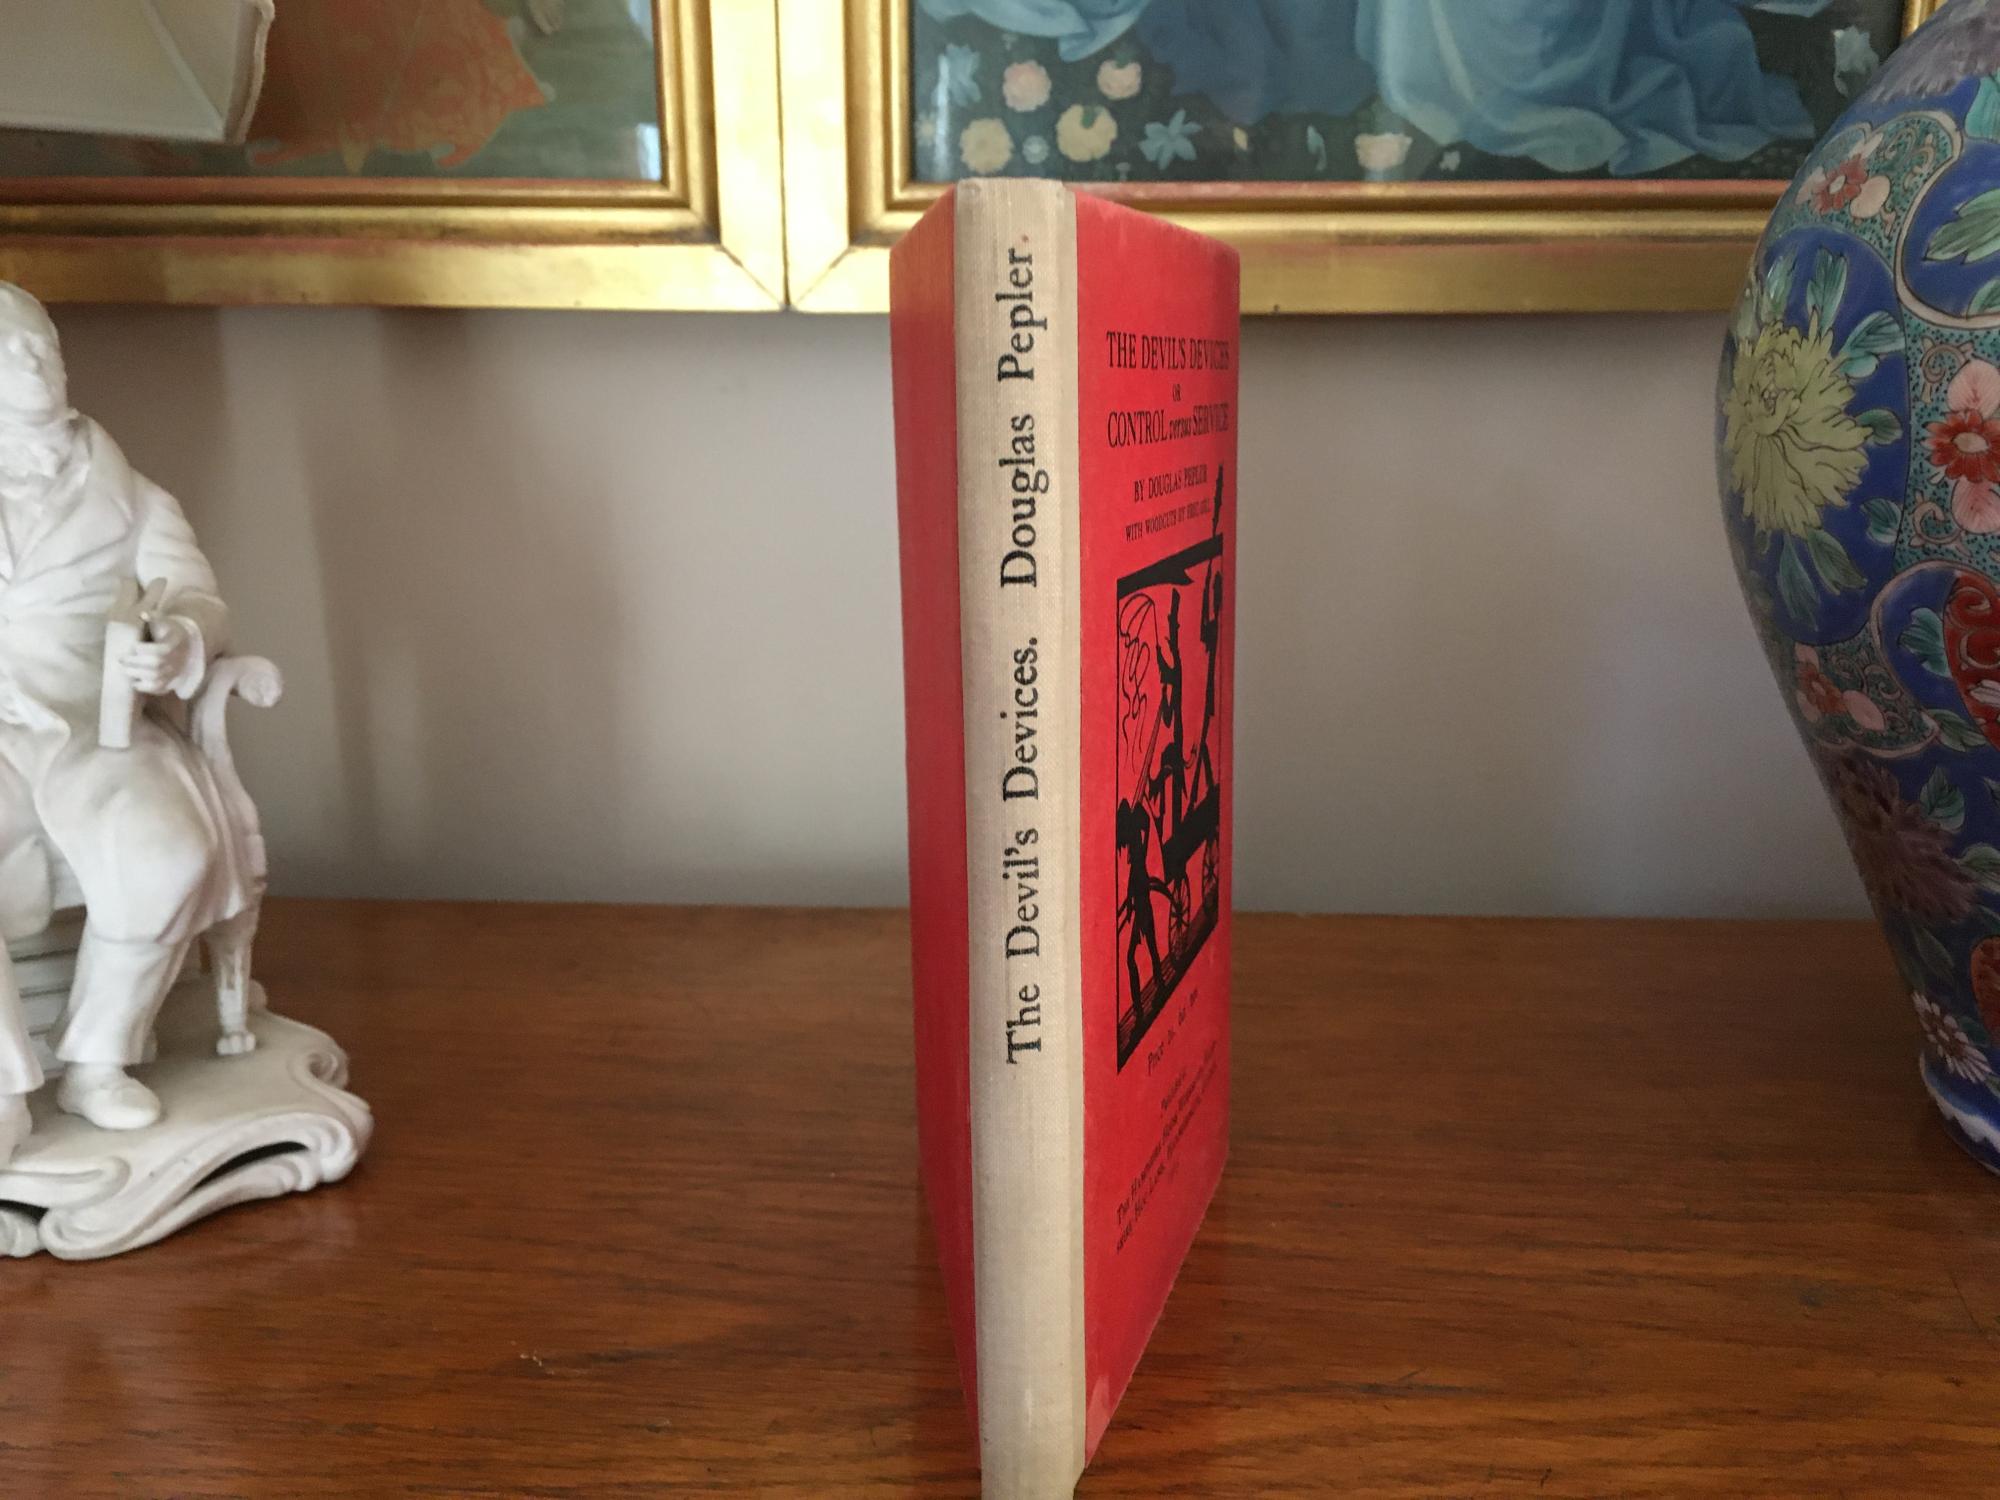 The Devil's Devices. Douglas Pepler.
THE DEVIL'S DEVICES
OR
CONTROL versus SERVICE
BY DOUGLAS PEPLER
WITH WOODCUTS BY ERIC GILL
Price